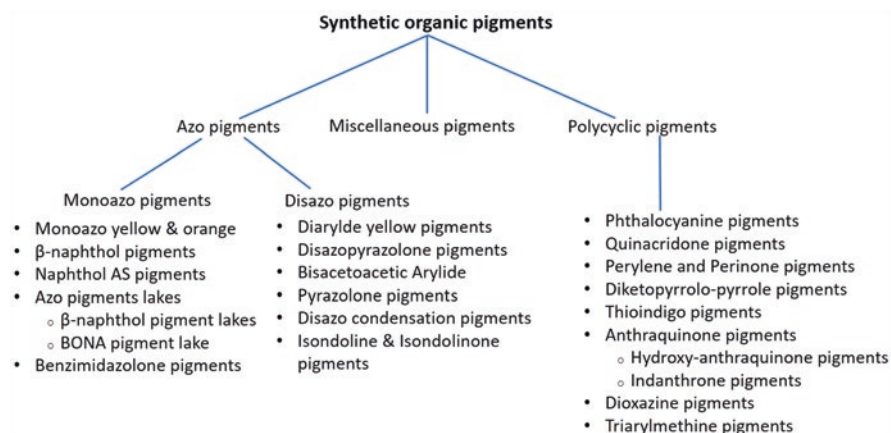 Synthetic organic pigments
Azo pigments
Miscellaneous pigments
Polycyclic pigments
Monoazo pigments
• Monoazo yellow & orange
• β-naphthol pigments
• Naphthol AS pigments
• Azo pigments lakes
o β-naphthol pigment lakes
o BONA pigment lake
• Benzimidazolone pigments
Disazo pigments
• Diarylde yellow pigments
• Disazopyrazolone pigments
• Bisacetoacetic Arylide
• Pyrazolone pigments
• Disazo condensation pigments
• Isondoline & Isondolinone
pigments
• Phthalocyanine pigments
• Quinacridone pigments
• Perylene and Perinone pigments
• Diketopyrrolo-pyrrole pigments
• Thioindigo pigments
• Anthraquinone pigments
o Hydroxy-anthraquinone pigments
o Indanthrone pigments
• Dioxazine pigments
• Triarylmethine pigments